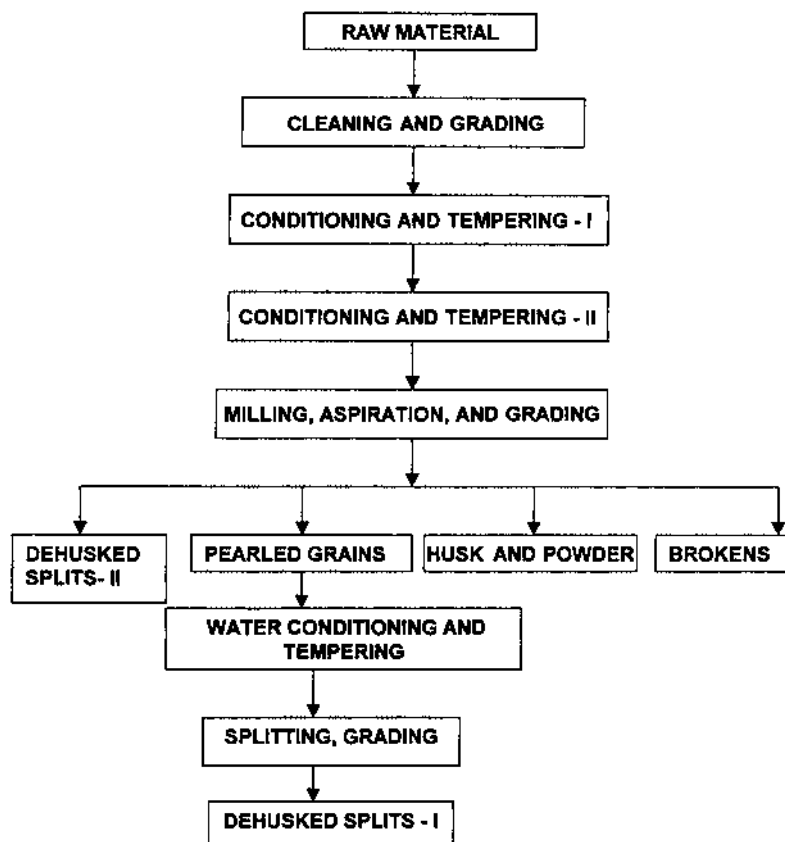 RAW MATERIAL
CLEANING AND GRADING
CONDITIONING AND TEMPERING - I
CONDITIONING AND TEMPERING - II
MILLING, ASPIRATION, AND GRADING
DEHUSKED
SPLITS- II
PEARLED GRAINS
HUSK AND POWDER
BROKENS
WATER CONDITIONING AND
TEMPERING
SPLITTING, GRADING
DEHUSKED SPLITS - I